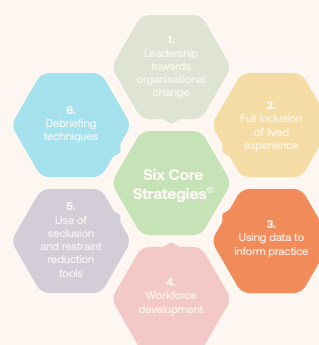 1.
Leadership
towards
organisational
change
2.
Full inclusion
of lived
experience
3.
Using data to
inform practice
4.
Workforce
development
5.
Use of
seclusion
and restraint
reduction
tools
6.
Debriefing
techniques
Six Core
Strategies©